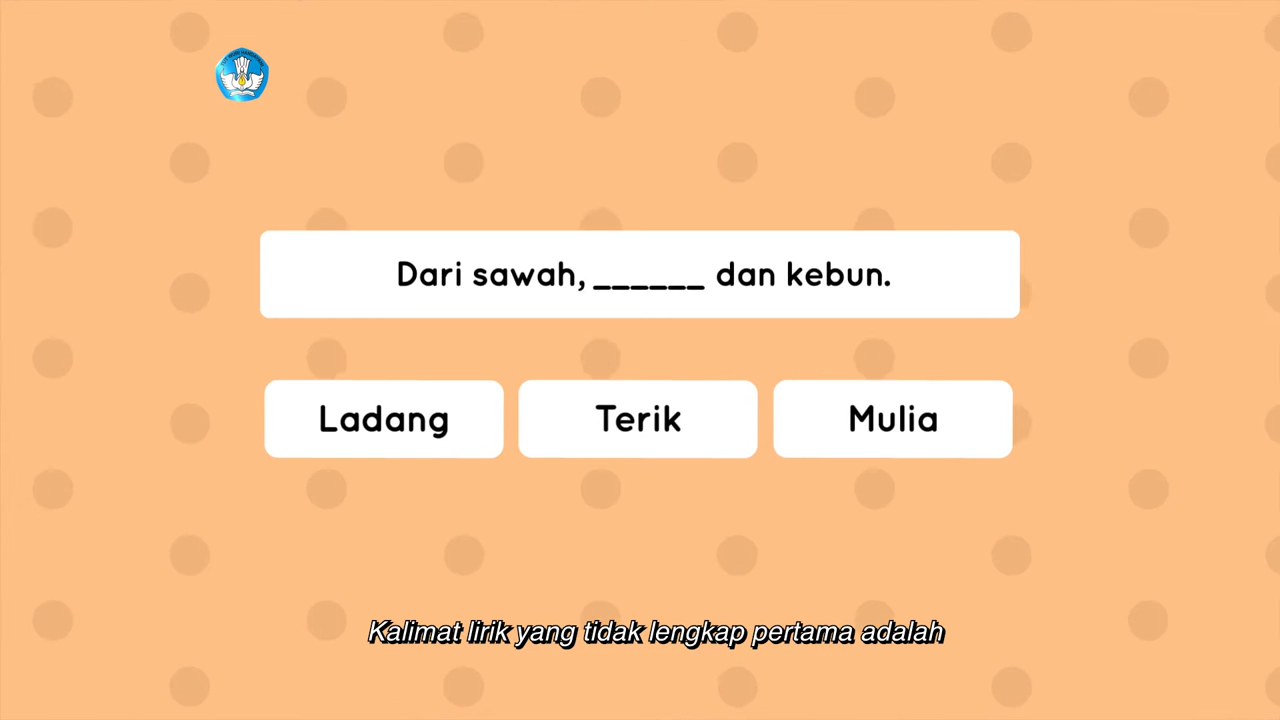 Dari sawah, ______ dan kebun.
Ladang
Terik
Mulia
Kalimat lirik yang tidak lengkap pertama adalah